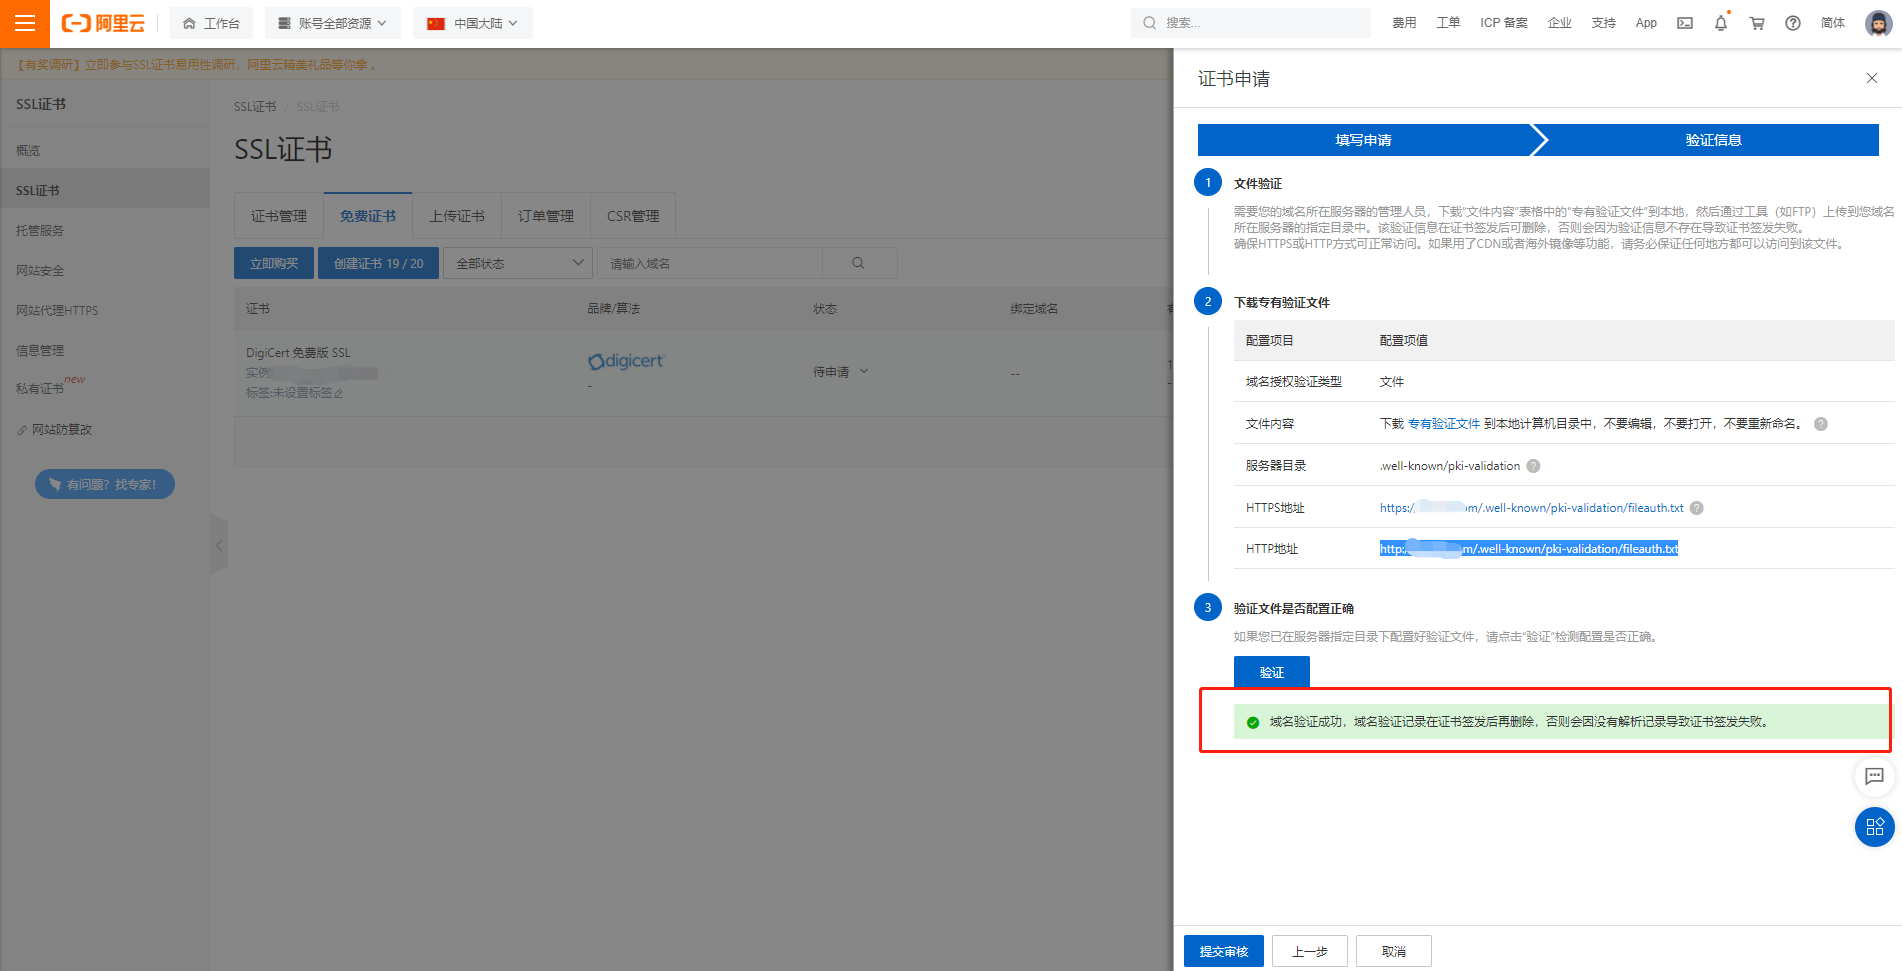 阿里云
工作台
账号全部资源
中国大陆
搜索...
费用
工单
ICP 备案
企业
支持
App
简体
【有奖调研】立即参与SSL证书易用性调研，阿里云精美礼品等你拿 。
SSL证书
概览
SSL证书
托管服务
网站安全
网站代理HTTPS
信息管理
私有证书 new
网站防篡改
有问题？找专家！
SSL证书 / SSL证书
SSL证书
证书管理
免费证书
上传证书
订单管理
CSR管理
立即购买
创建证书 19 / 20
全部状态
请输入域名
证书
品牌/算法
状态
绑定域名
DigiCert 免费版 SSL
实例
标签:未设置标签
digicert
-
待申请
--
证书申请
填写申请
验证信息
1
文件验证
需要您的域名所在服务器的管理人员，下载“文件内容”表格中的“专有验证文件”到本地，然后通过工具（如FTP）上传到您域名
所在服务器的指定目录中。该验证信息在证书签发后可删除，否则会因为验证信息不存在导致证书签发失败。
确保HTTPS或HTTP方式可正常访问。如果用了CDN或者海外镜像等功能，请务必保证任何地方都可以访问到该文件。
2
下载专有验证文件
配置项目
配置项值
域名授权验证类型
文件
文件内容
下载 专有验证文件 到本地计算机目录中，不要编辑，不要打开，不要重新命名。
服务器目录
.well-known/pki-validation
HTTPS地址
https:/ om/.well-known/pki-validation/fileauth.txt
HTTP地址
http:/ m/.well-known/pki-validation/fileauth.txt
3
验证文件是否配置正确
如果您已在服务器指定目录下配置好验证文件，请点击“验证”检测配置是否正确。
验证
域名验证成功，域名验证记录在证书签发后再删除，否则会因没有解析记录导致证书签发失败。
提交审核
上一步
取消